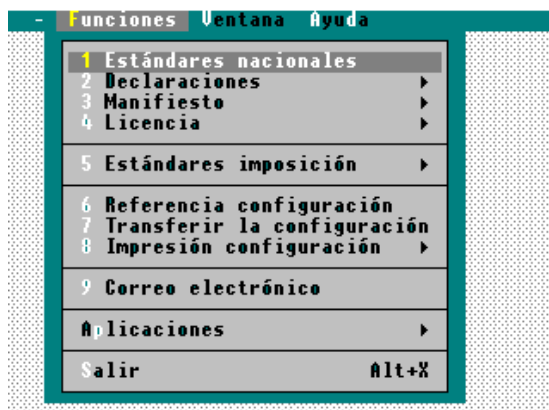 - Funciones Ventana Ayuda
1 Estándares nacionales
2 Declaraciones
3 Manifiesto
4 Licencia
5 Estándares imposición
6 Referencia configuración
7 Transferir la configuración
8 Impresión configuración
9 Correo electrónico
Aplicaciones
Salir Alt+X